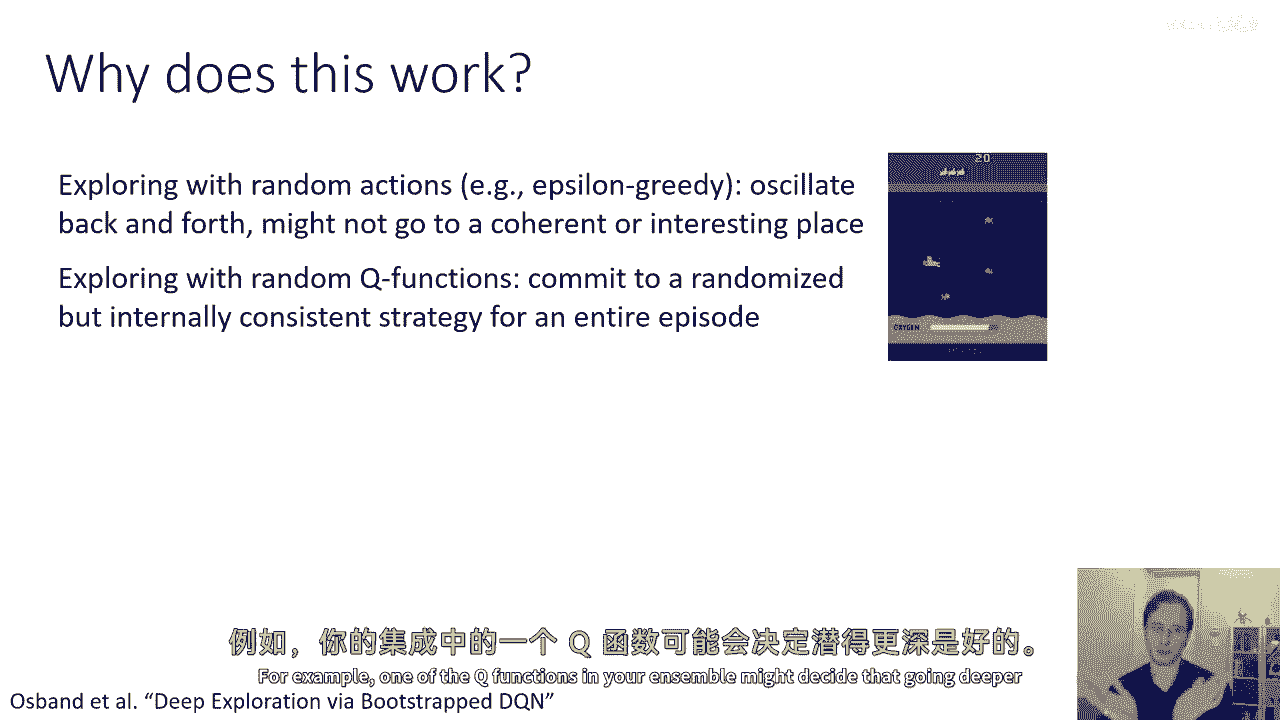 Why does this work?
Exploring with random actions (e.g., epsilon-greedy): oscillate
back and forth, might not go to a coherent or interesting place
Exploring with random Q-functions: commit to a randomized
but internally consistent strategy for an entire episode
20
OXYGEN
例如，你的集成中的一个 Q 函数可能会决定潜得更深是好的。
For example, one of the Q functions in your ensemble might decide that going deeper
Osband et al. “Deep Exploration via Bootstrapped DQN”